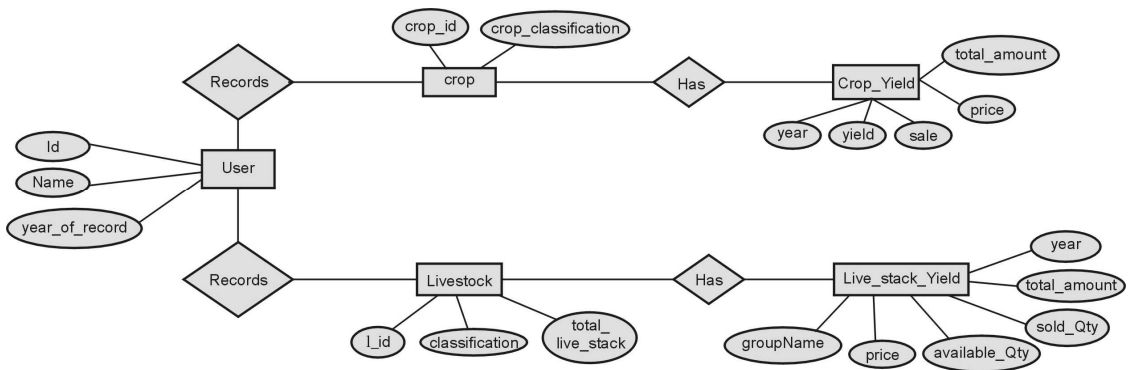 crop_id
crop_classification
total_amount
Records
crop
Has
Crop_Yield
price
year
yield
sale
Id
User
Name
year_of_record
year
Records
Livestock
Has
Live_stack_Yield
total_amount
sold_Qty
l_id
classification
total_
live_stack
groupName
price
available_Qty